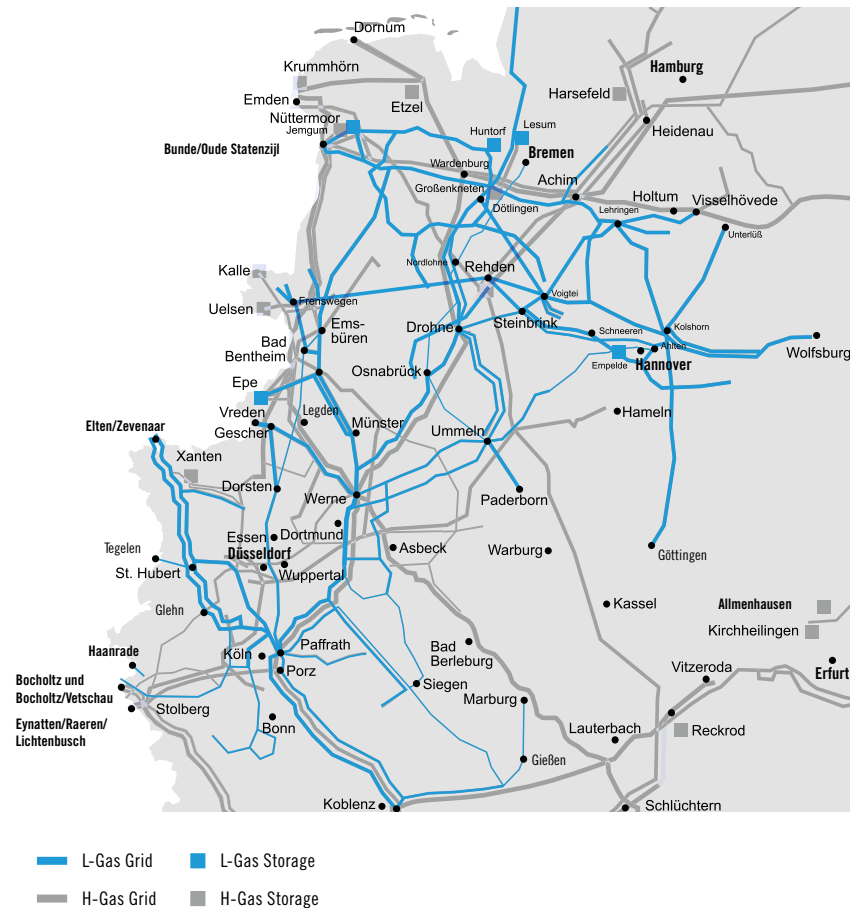 Dornum
Krummhörn
Hamburg
Emden
Etzel
Harsefeld
Nüttermoor
Jemgum
Huntorf
Lesum
Heidenau
Bunde/Oude Statenzijl
Bremen
Wardenburg
Achim
Großenkneten
Holtum
Visselhövede
Dötlingen
Lehringen
Unterlüß
Nordlohne
Rehden
Kalle
Voigtei
Frenswegen
Uelsen
Ems-
büren
Drohne
Steinbrink
Schneeren
Kolshorn
Bad
Bentheim
Ahlten
Wolfsburg
Osnabrück
Empelde
Hannover
Epe
Vreden
Legden
Hameln
Elten/Zevenaar
Gescher
Münster
Ummeln
Xanten
Dorsten
Werne
Paderborn
Essen
Dortmund
Tegelen
Düsseldorf
Asbeck
Warburg
Göttingen
St. Hubert
Wuppertal
Glehn
Kassel
Allmenhausen
Kirchheilingen
Haanrade
Köln
Paffrath
Bad
Berleburg
Vitzeroda
Erfurt
Bocholtz und
Bocholtz/Vetschau
Porz
Siegen
Marburg
Stolberg
Eynatten/Raeren/
Lichtenbusch
Bonn
Lauterbach
Reckrod
Gießen
Koblenz
Schlüchtern
L-Gas Grid
L-Gas Storage
H-Gas Grid
H-Gas Storage